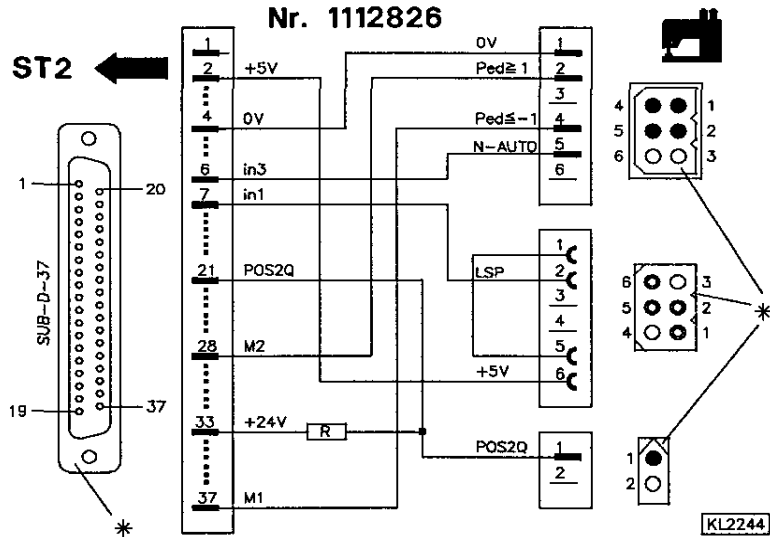 Nr. 1112826
ST2
SUB-D-37
1
20
19
37
1
2 +5V
4 0V
6 in3
7 in1
21 POS2Q
28 M2
33 +24V
R
37 M1
0V 1
Ped≧1 2
3
Ped≦-1 4
N-AUTO 5
6
1
LSP 2
3
4
5
+5V 6
POS2Q 1
2
4 1
5 2
6 3
6 3
5 2
4 1
1
2
*
*
KL2244